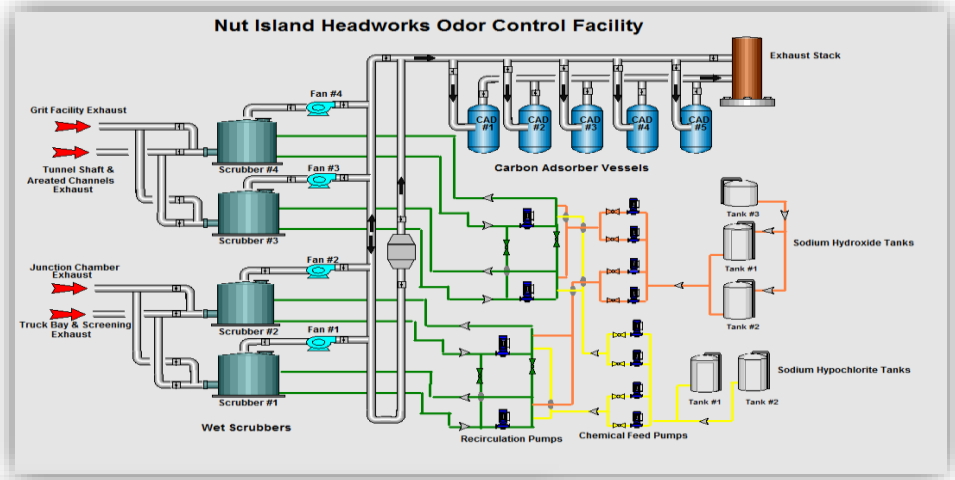 Nut Island Headworks Odor Control Facility
Exhaust Stack
Fan #4
Grit Facility Exhaust
CAD
#1
CAD
#2
CAD
#3
CAD
#4
CAD
#5
Tunnel Shaft &
Areated Channels
Exhaust
Scrubber #4
Fan #3
Carbon Adsorber Vessels
Tank #3
Scrubber #3
Sodium Hydroxide Tanks
Junction Chamber
Exhaust
Fan #2
Tank #1
Truck Bay & Screening
Exhaust
Scrubber #2
Fan #1
Tank #2
Sodium Hypochlorite Tanks
Scrubber #1
Tank #1
Tank #2
Wet Scrubbers
Recirculation Pumps
Chemical Feed Pumps